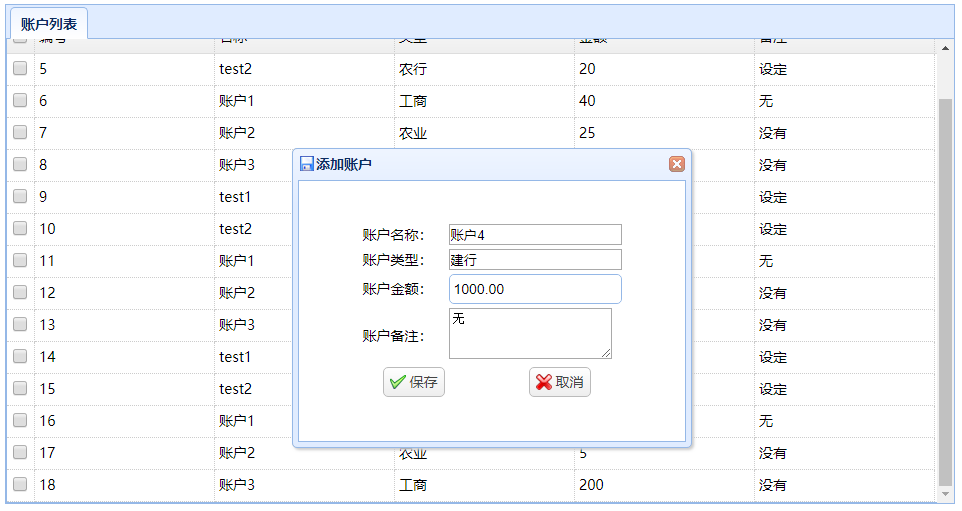 账户列表
编号 名称 类型 金额 备注
5 test2 农行 20 设定
6 账户1 工商 40 无
7 账户2 农业 25 没有
8 账户3 没有
9 test1 设定
10 test2 设定
11 账户1 无
12 账户2 没有
13 账户3 没有
14 test1 设定
15 test2 设定
16 账户1 无
17 账户2 农业 5 没有
18 账户3 工商 200 没有
添加账户
账户名称： 账户4
账户类型： 建行
账户金额： 1000.00
账户备注： 无
保存 取消